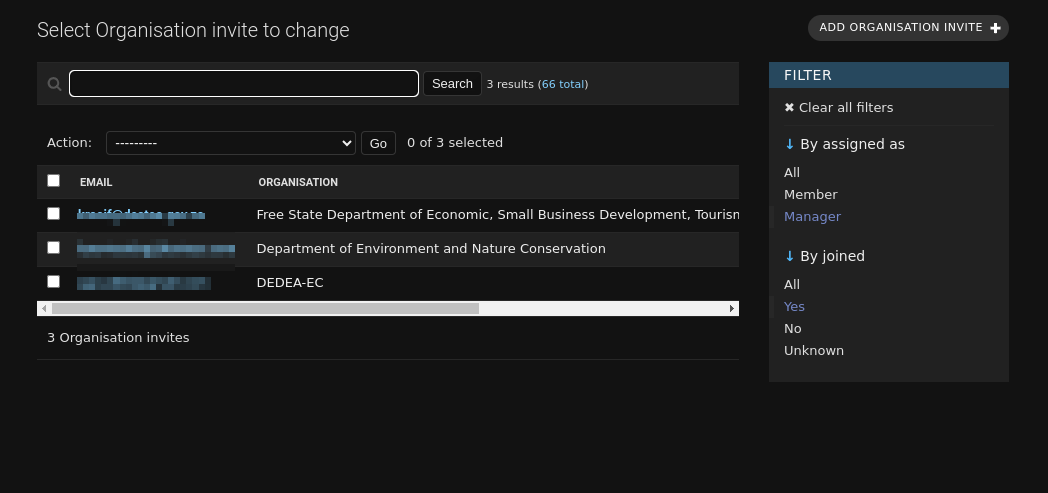 Select Organisation invite to change
ADD ORGANISATION INVITE
Search 3 results (66 total)
FILTER
✖ Clear all filters
Action: --------- Go 0 of 3 selected
↓ By assigned as
All
EMAIL ORGANISATION
Member
Free State Department of Economic, Small Business Development, Tourism
Manager
Department of Environment and Nature Conservation
↓ By joined
DEDEA-EC
All
Yes
No
3 Organisation invites
Unknown